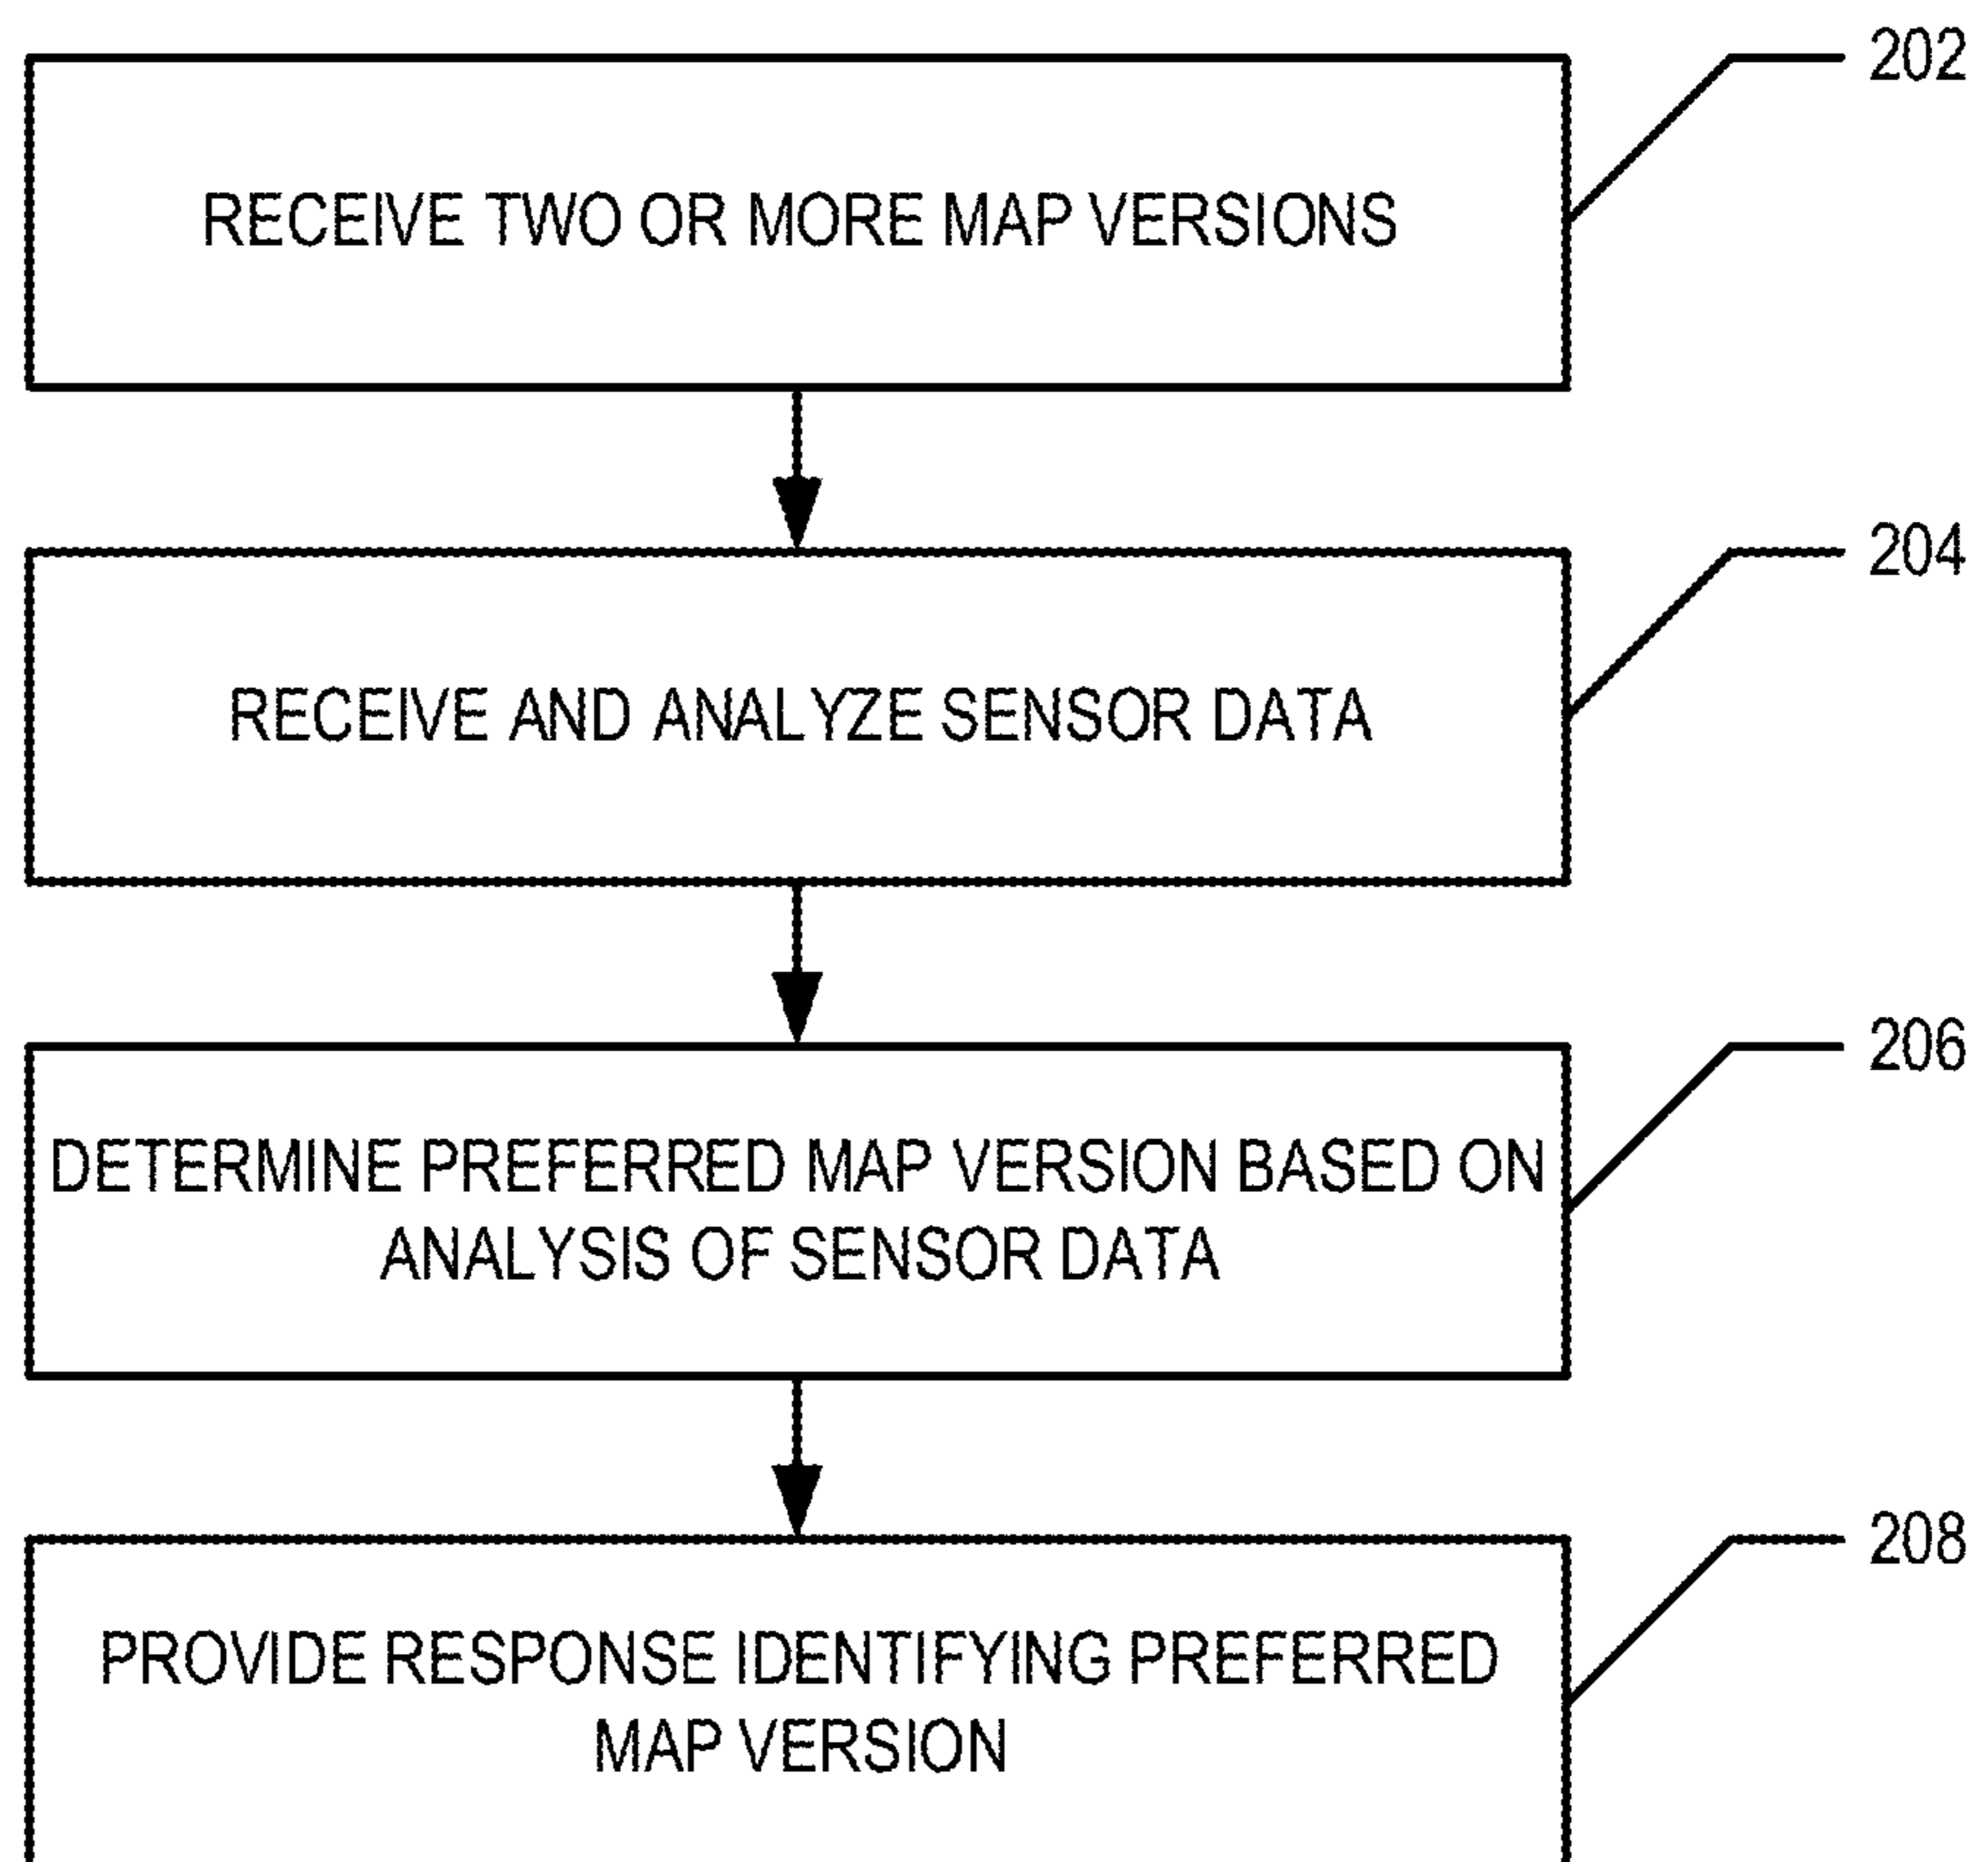 202
RECEIVE TWO OR MORE MAP VERSIONS
204
RECEIVE AND ANALYZE SENSOR DATA
206
DETERMINE PREFERRED MAP VERSION BASED ON
ANALYSIS OF SENSOR DATA
208
PROVIDE RESPONSE IDENTIFYING PREFERRED
MAP VERSION